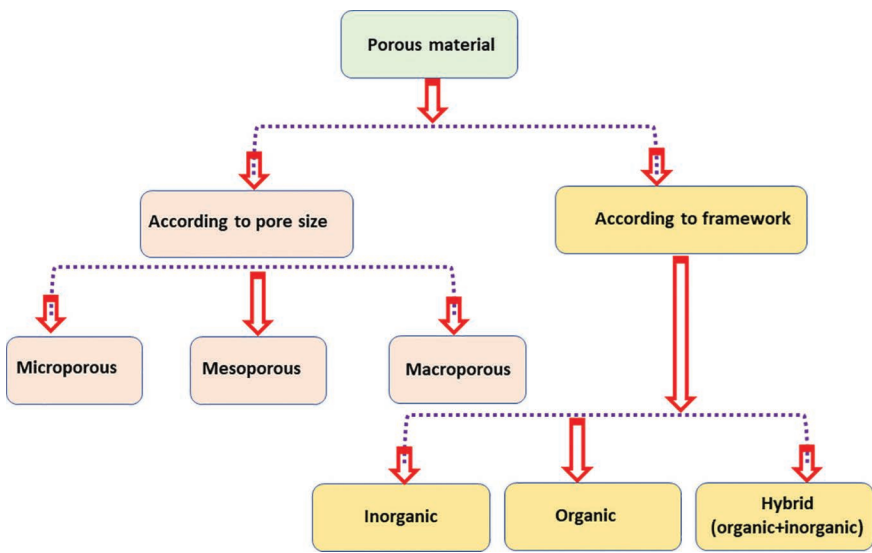 Porous material
According to pore size
According to framework
Microporous
Mesoporous
Macroporous
Inorganic
Organic
Hybrid
(organic+inorganic)